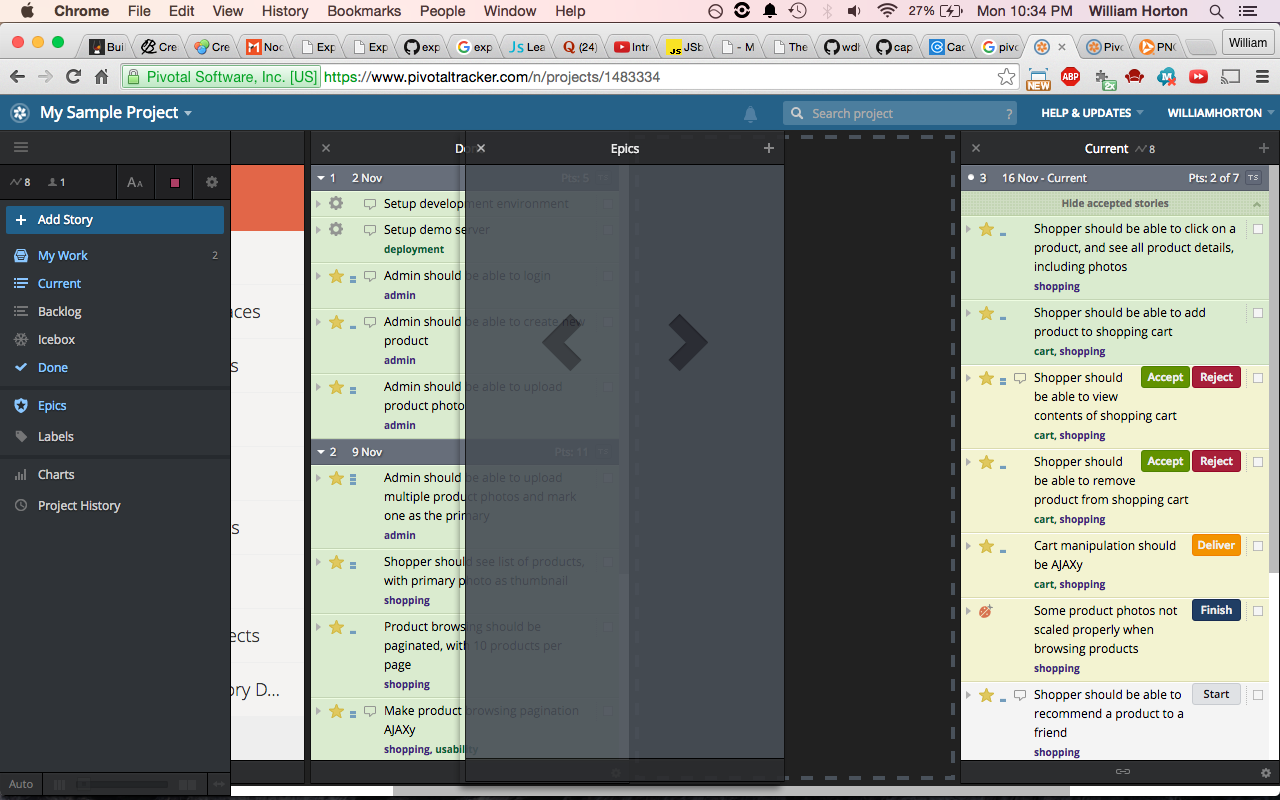 Chrome File Edit View History Bookmarks People Window Help 27% Mon 10:34 PM William Horton
Bui Cre Cre Noc Exp Exp exp exp Lea Q (24) Intr JSb - M The wdh cap Cac pivo Pivo PNC William
Pivotal Software, Inc. [US] https://www.pivotaltracker.com/n/projects/1483334 NEW ABP 2x
My Sample Project Search project ? HELP & UPDATES WILLIAMHORTON
8 1 AA
Add Story
My Work 2
Current
Backlog
Icebox
Done
Epics
Labels
Charts
Project History
Auto
aces
s
s
ects
ory D...
Do
1 2 Nov Pts: 5 TS
Setup development environment
Setup demo server
deployment
Admin should be able to login
admin
Admin should be able to create new
product
admin
Admin should be able to upload
product photo
admin
2 9 Nov Pts: 11 TS
Admin should be able to upload
multiple product photos and mark
one as the primary
admin
Shopper should see list of products,
with primary photo as thumbnail
shopping
Product browsing should be
paginated, with 10 products per
page
shopping
Make product browsing pagination
AJAXy
shopping, usability
Epics
Current 8
3 16 Nov - Current Pts: 2 of 7 TS
Hide accepted stories
Shopper should be able to click on a
product, and see all product details,
including photos
shopping
Shopper should be able to add
product to shopping cart
cart, shopping
Shopper should Accept Reject
be able to view
contents of shopping cart
cart, shopping
Shopper should Accept Reject
be able to remove
product from shopping cart
cart, shopping
Cart manipulation should Deliver
be AJAXy
cart, shopping
Some product photos not Finish
scaled properly when
browsing products
shopping
Shopper should be able to Start
recommend a product to a
friend
shopping